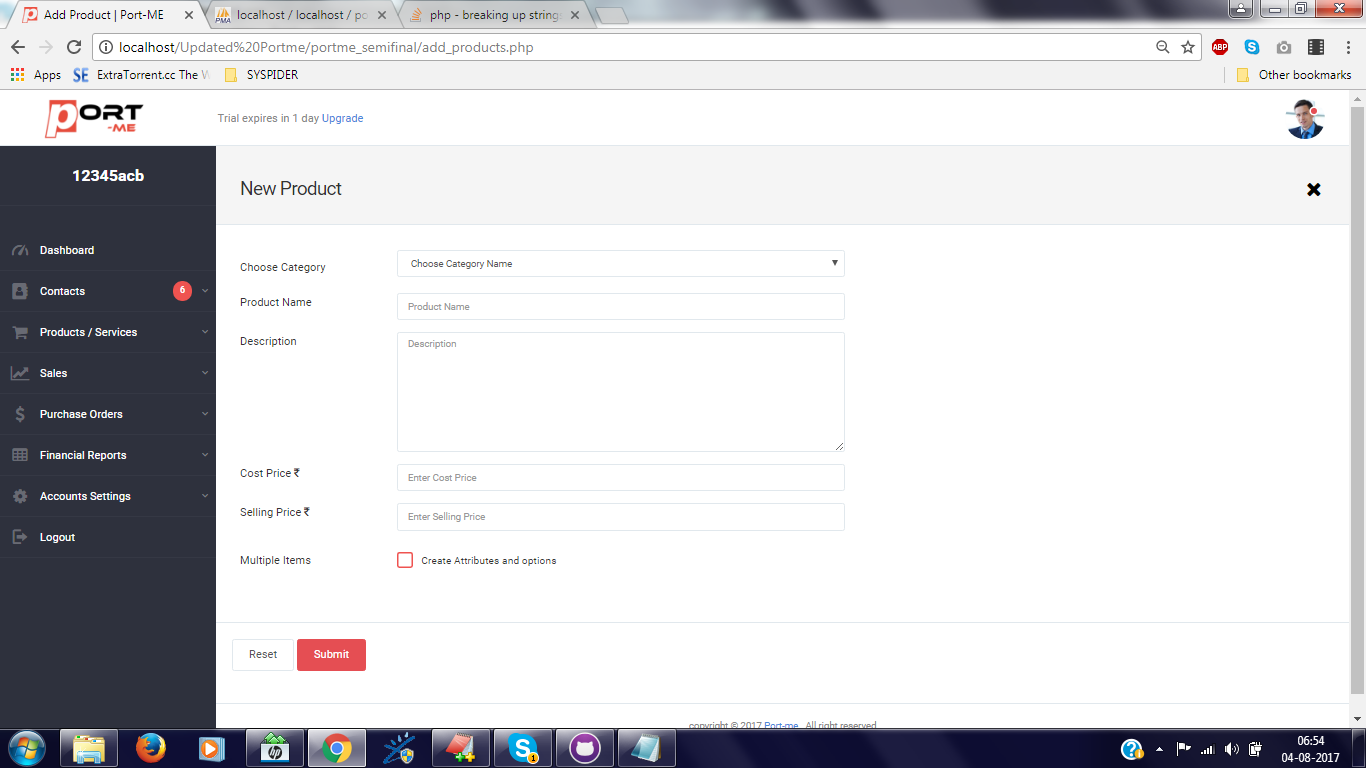 Add Product | Port-ME
localhost / localhost / po
php - breaking up string
localhost/Updated%20Portme/portme_semifinal/add_products.php
ABP
Apps
SE ExtraTorrent.cc The W
SYSPIDER
Other bookmarks
PORT
-ME
Trial expires in 1 day Upgrade
12345acb
New Product
Dashboard
Contacts 6
Products / Services
Sales
Purchase Orders
Financial Reports
Accounts Settings
Logout
Choose Category
Choose Category Name
Product Name
Product Name
Description
Description
Cost Price ₹
Enter Cost Price
Selling Price ₹
Enter Selling Price
Multiple Items
Create Attributes and options
Reset
Submit
copyright © 2017 Port-me . All right reserved.
hp
1
06:54
04-08-2017